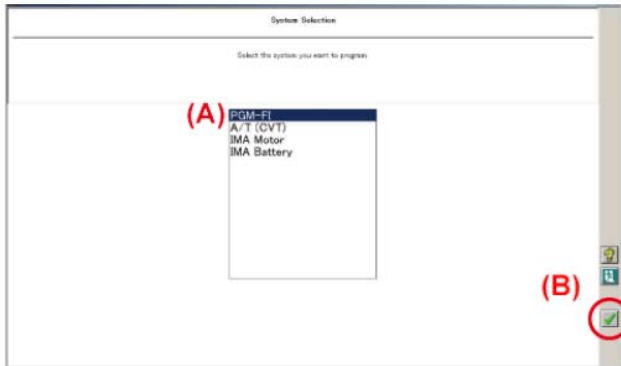 System Selection
Select the system you want to program
(A)
PGM-FI
A/T (CVT)
IMA Motor
IMA Battery
(B)